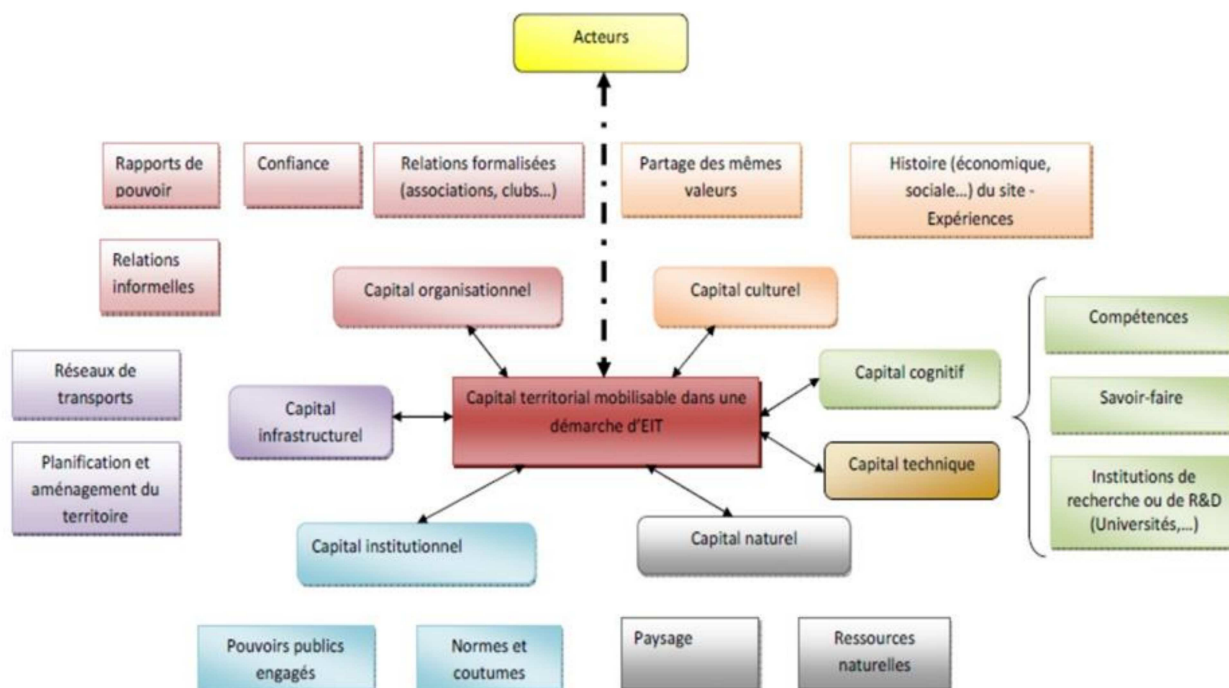 Acteurs
Rapports de
pouvoir
Confiance
Relations formalisées
(associations, clubs…)
Partage des mêmes
valeurs
Histoire (économique,
sociale…) du site -
Expériences
Relations
informelles
Capital organisationnel
Capital culturel
Compétences
Réseaux de
transports
Capital
infrastructurel
Capital territorial mobilisable dans une
démarche d'EIT
Capital cognitif
Savoir-faire
Planification et
aménagement du
territoire
Capital technique
Institutions de
recherche ou de R&D
(Universités,…)
Capital institutionnel
Capital naturel
Pouvoirs publics
engagés
Normes et
coutumes
Paysage
Ressources
naturelles